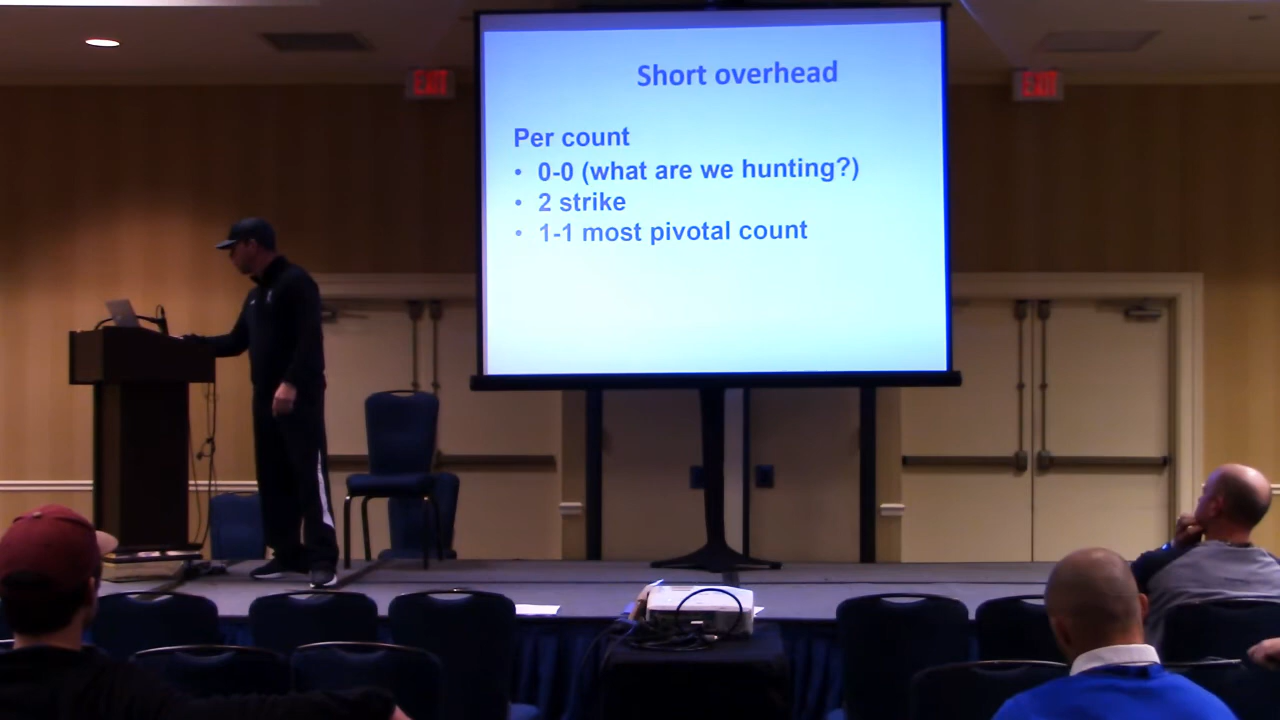 Short overhead
EXIT
EXIT
Per count
• 0-0 (what are we hunting?)
• 2 strike
• 1-1 most pivotal count